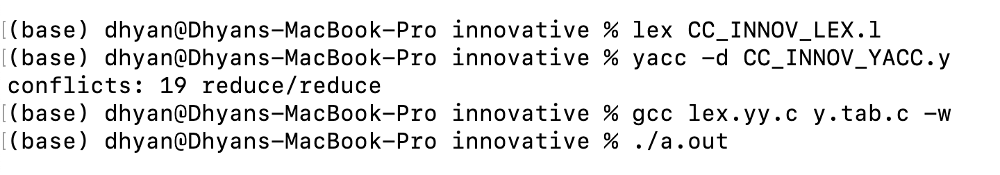 [(base) dhyan@Dhyans-MacBook-Pro innovative % lex CC_INNOV_LEX.l
[(base) dhyan@Dhyans-MacBook-Pro innovative % yacc -d CC_INNOV_YACC.y
conflicts: 19 reduce/reduce
[(base) dhyan@Dhyans-MacBook-Pro innovative % gcc lex.yy.c y.tab.c -w
[(base) dhyan@Dhyans-MacBook-Pro innovative % ./a.out